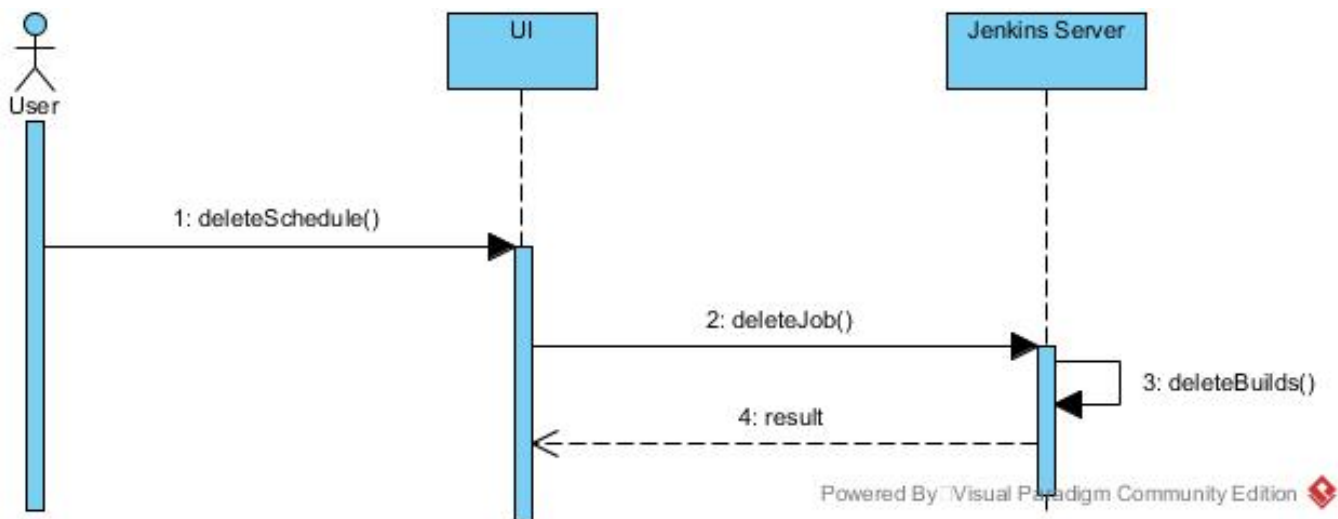 UI
Jenkins Server
User
1: deleteSchedule()
2: deleteJob()
3: deleteBuilds()
4: result
Powered By Visual Paradigm Community Edition